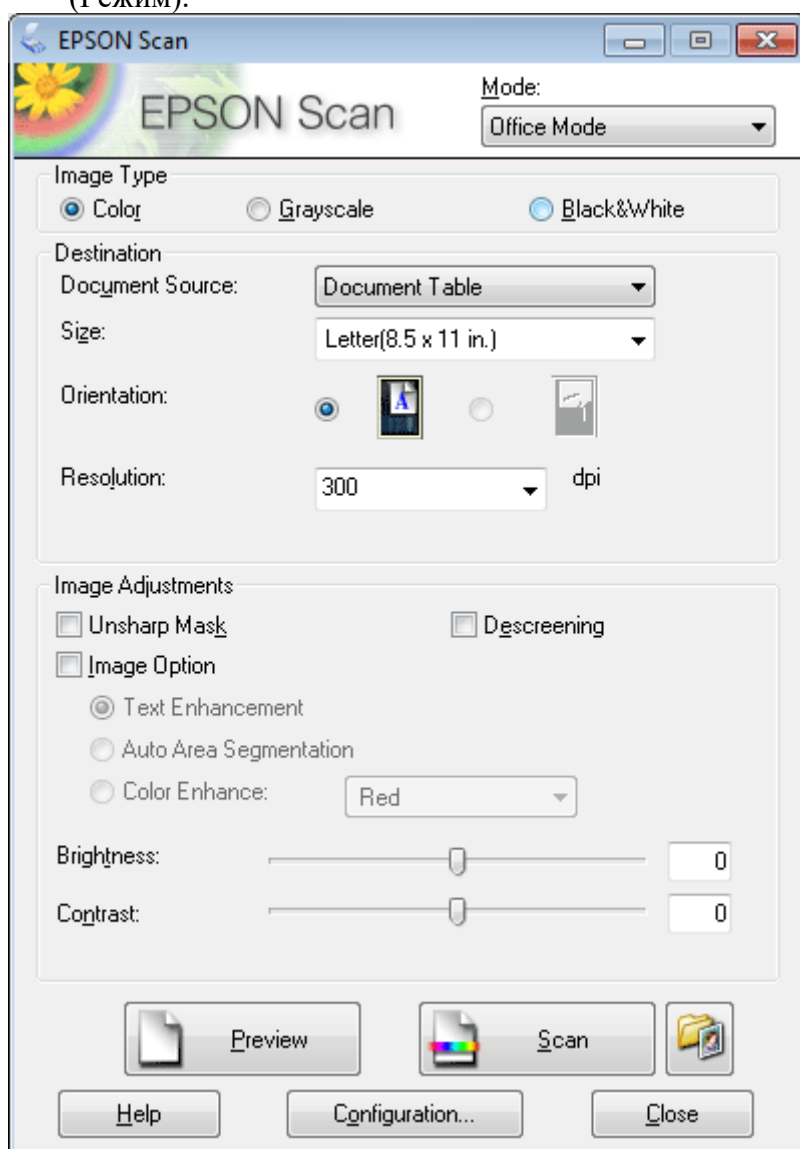 (Режим).
EPSON Scan
EPSON Scan
Mode:
Office Mode
Image Type
Color Grayscale Black&White
Destination
Document Source: Document Table
Size: Letter(8.5 x 11 in.)
Orientation: A
Resolution: 300 dpi
Image Adjustments
Unsharp Mask Descreening
Image Option
Text Enhancement
Auto Area Segmentation
Color Enhance: Red
Brightness: 0
Contrast: 0
Preview Scan
Help Configuration... Close